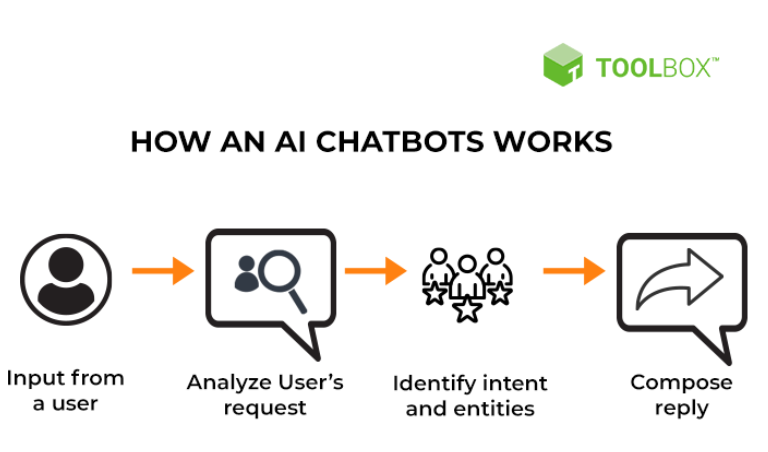 T TOOLBOX™
HOW AN AI CHATBOTS WORKS
Input from
a user
Analyze User's
request
Identify intent
and entities
Compose
reply